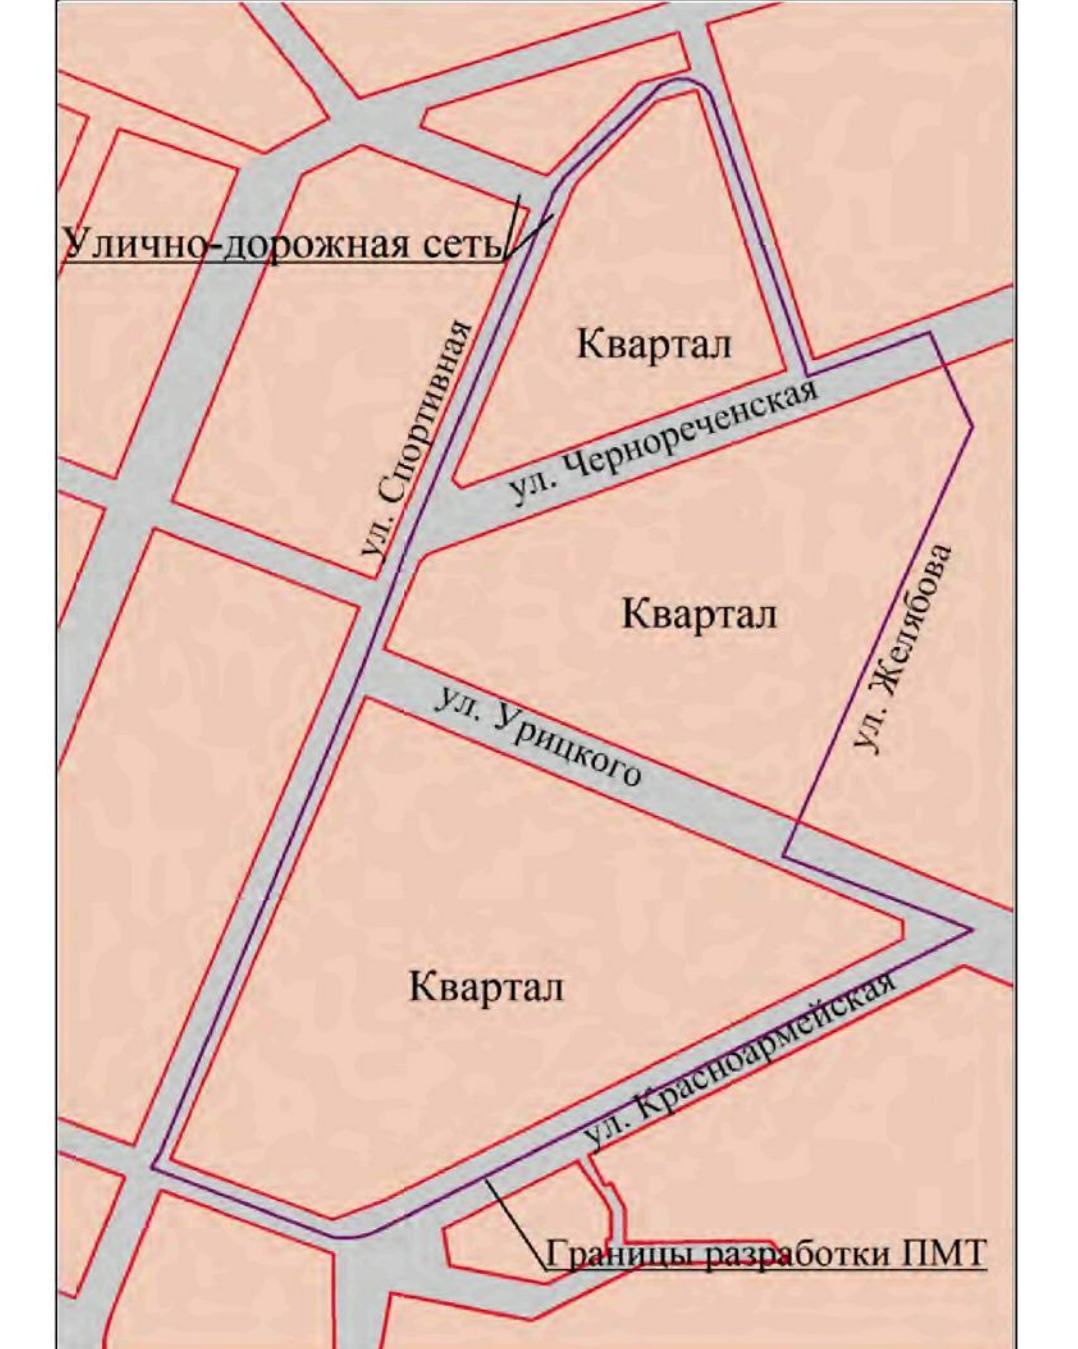 Улично-дорожная сеть
Квартал
ул. Спортивная
ул. Чернореченская
Квартал
ул. Желябова
ул. Урицкого
Квартал
ул. Красноармейская
Границы разработки ПМТ